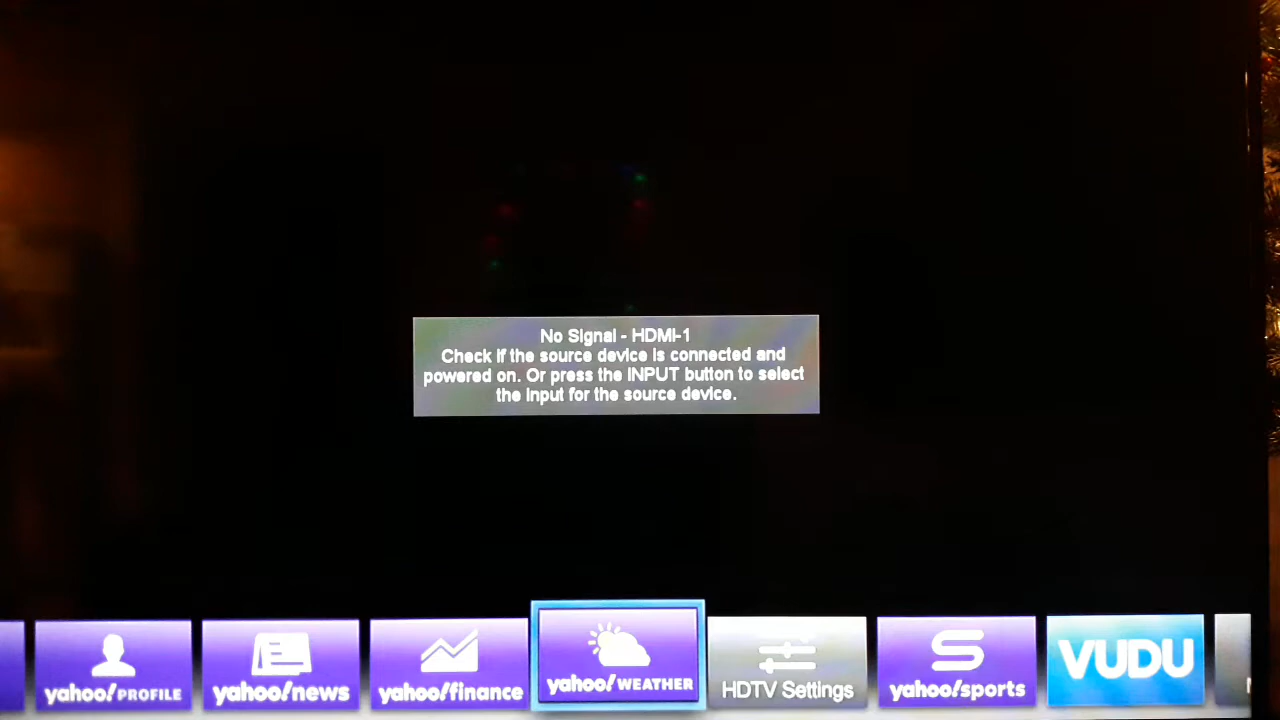 No Signal - HDMI-1
Check if the source device is connected and
powered on. Or press the INPUT button to select
the input for the source device.
yahoo! PROFILE
yahoo! news
yahoo! finance
yahoo! WEATHER
HDTV Settings
yahoo! sports
VUDU